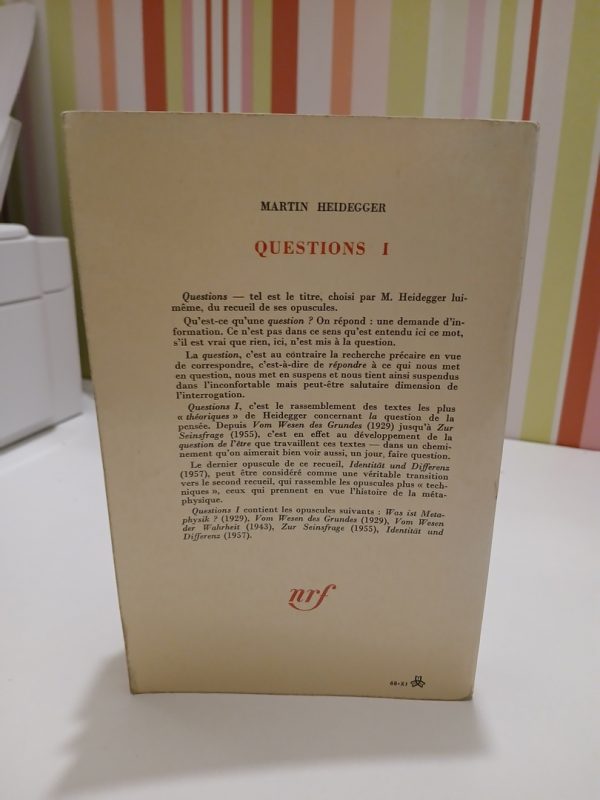 MARTIN HEIDEGGER
QUESTIONS I
Questions — tel est le titre, choisi par M. Heidegger lui-
même, du recueil de ses opuscules.
Qu'est-ce qu'une question ? On répond : une demande d'in-
formation. Ce n'est pas dans ce sens qu'est entendu ici ce mot,
s'il est vrai que rien, ici, n'est mis à la question.
La question, c'est au contraire la recherche précaire en vue
de correspondre, c'est-à-dire de répondre à ce qui nous met
en question, nous met en suspens et nous tient ainsi suspendus
dans l'inconfortable mais peut-être salutaire dimension de
l'interrogation.
Questions I, c'est le rassemblement des textes les plus
« théoriques » de Heidegger concernant la question de la
pensée. Depuis Vom Wesen des Grundes (1929) jusqu'à Zur
Seinsfrage (1955), c'est en effet au développement de la
question de l'être que travaillent ces textes — dans un chemi-
nement qu'on aimerait bien voir aussi, un jour, faire question.
Le dernier opuscule de ce recueil, Identität und Differenz
(1957), peut être considéré comme une véritable transition
vers le second recueil, qui rassemble les opuscules plus « tech-
niques », ceux qui prennent en vue l'histoire de la méta-
physique.
Questions I contient les opuscules suivants : Was ist Meta-
physik ? (1929), Vom Wesen des Grundes (1929), Vom Wesen
der Wahrheit (1943), Zur Seinsfrage (1955), Identität und
Differenz (1957).
nrf
68-XI